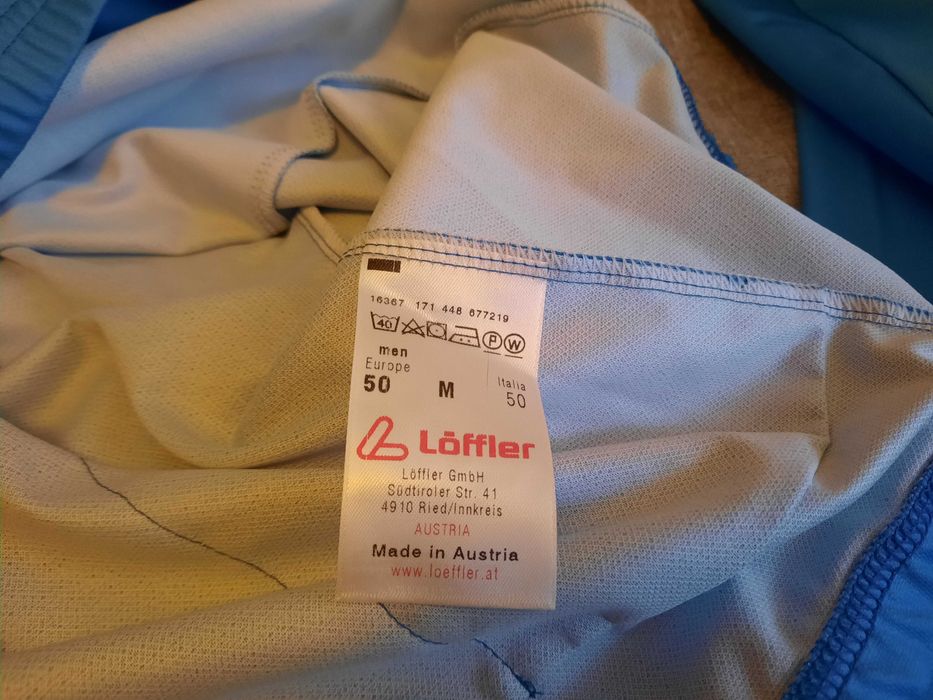 16367 171 448 677219
40 P W
men
Europe Italia
50 M 50
Löffler
Löffler GmbH
Südtiroler Str. 41
4910 Ried/Innkreis
AUSTRIA
Made in Austria
www.loeffler.at